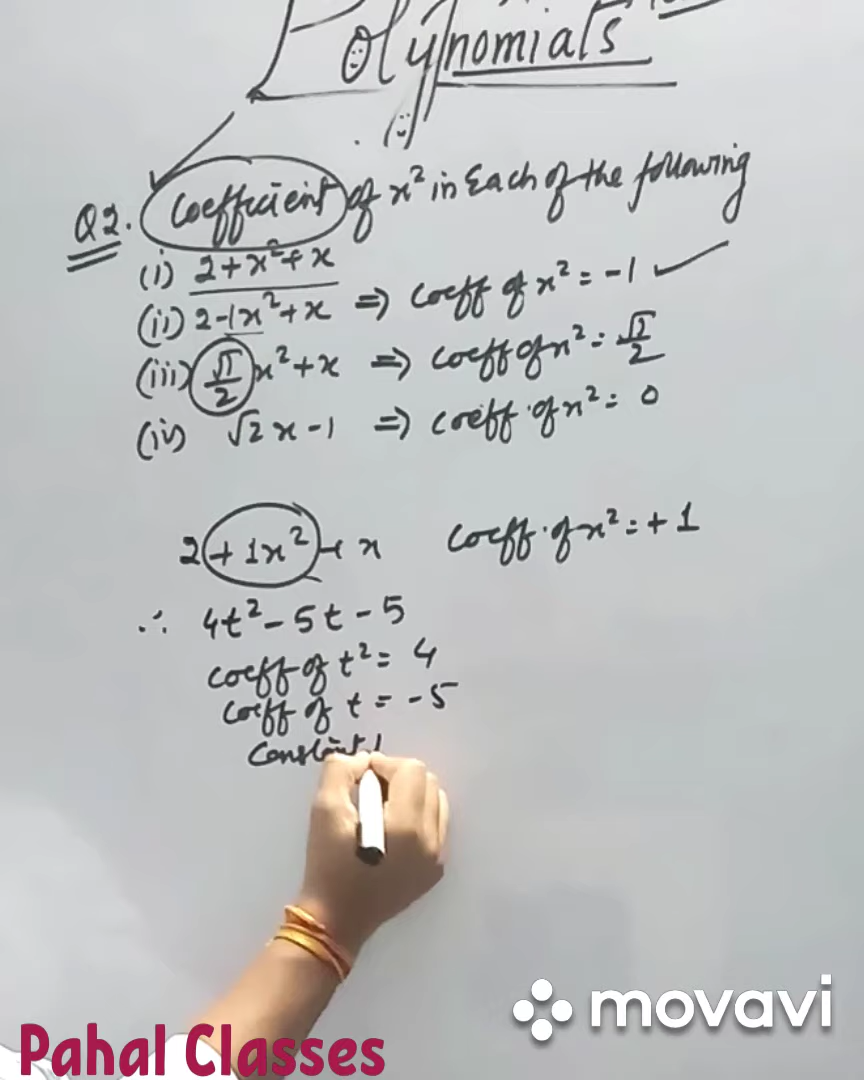 Polynomials
Q2. Coefficient of x² in Each of the following
(i) 2+x²+x
(ii) 2-1x²+x ⇒ coeff of x² = -1 ✓
(iii) √π/2 x²+x ⇒ coeff of x² = √π/2
(iv) √2 x - 1 ⇒ coeff. of x² = 0
2+1x²+x coeff. of x² = +1
∴ 4t² - 5t - 5
coeff of t² = 4
coeff of t = -5
Constant
movavi
Pahal Classes